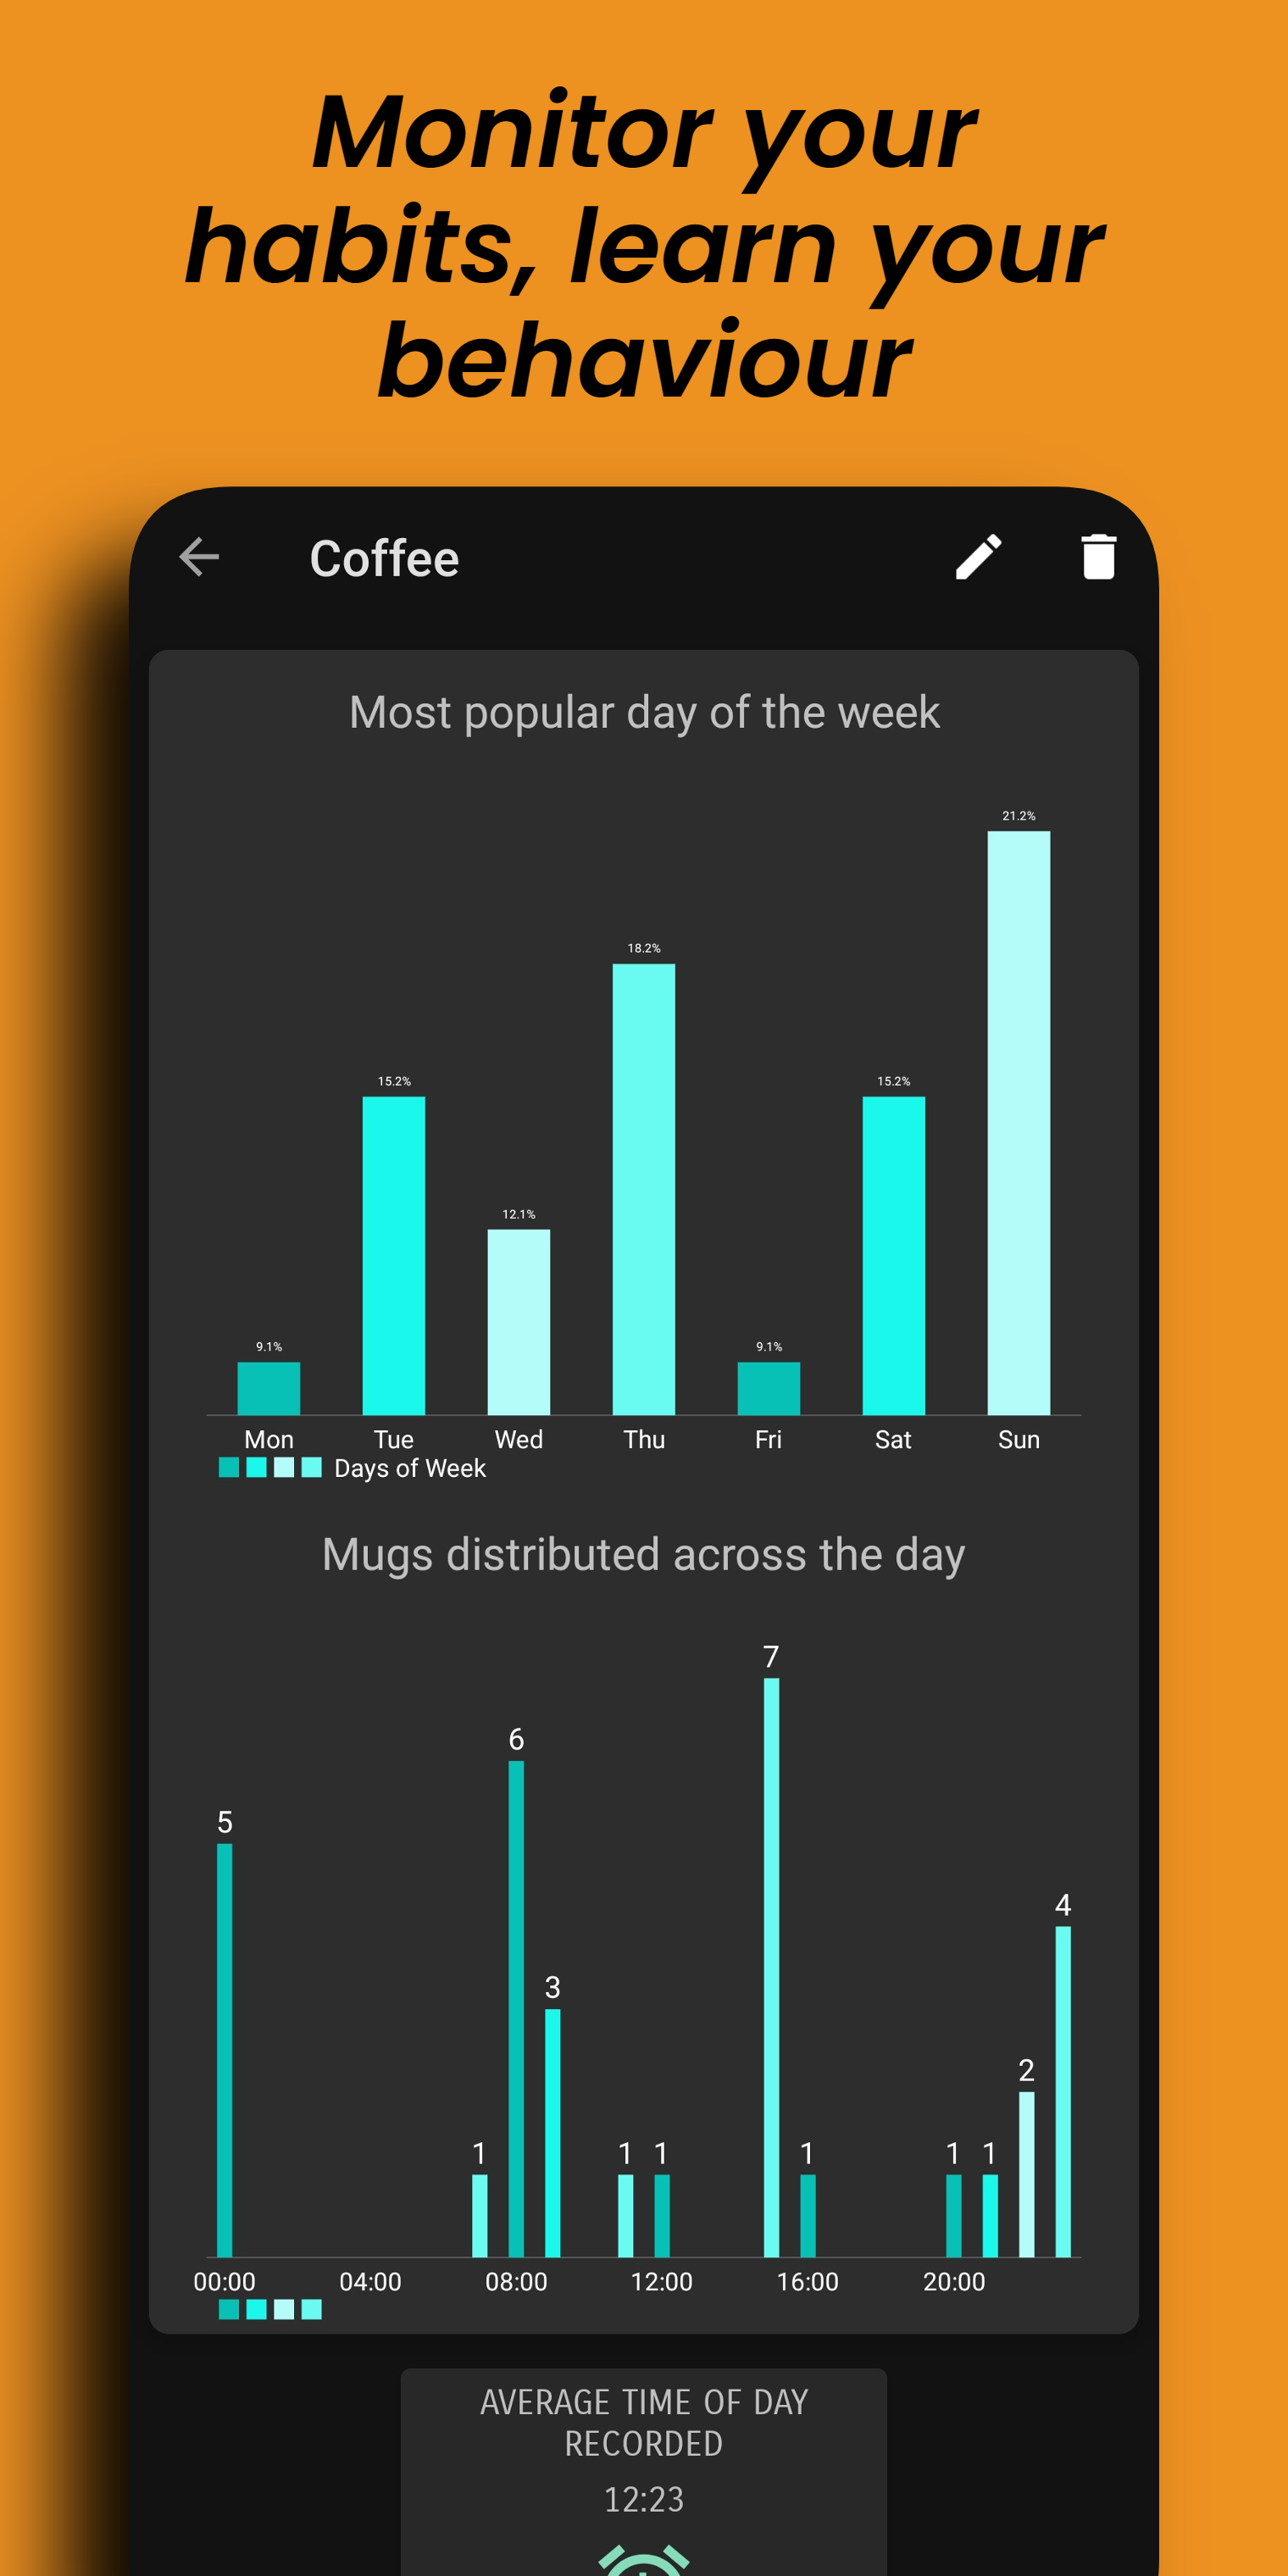 Monitor your
habits, learn your
behaviour
Coffee
Most popular day of the week
21.2%
18.2%
15.2%
15.2%
12.1%
9.1%
9.1%
Mon Tue Wed Thu Fri Sat Sun
Days of Week
Mugs distributed across the day
7
6
5
4
3
2
1 1 1 1 1 1
00:00 04:00 08:00 12:00 16:00 20:00
AVERAGE TIME OF DAY
RECORDED
12:23